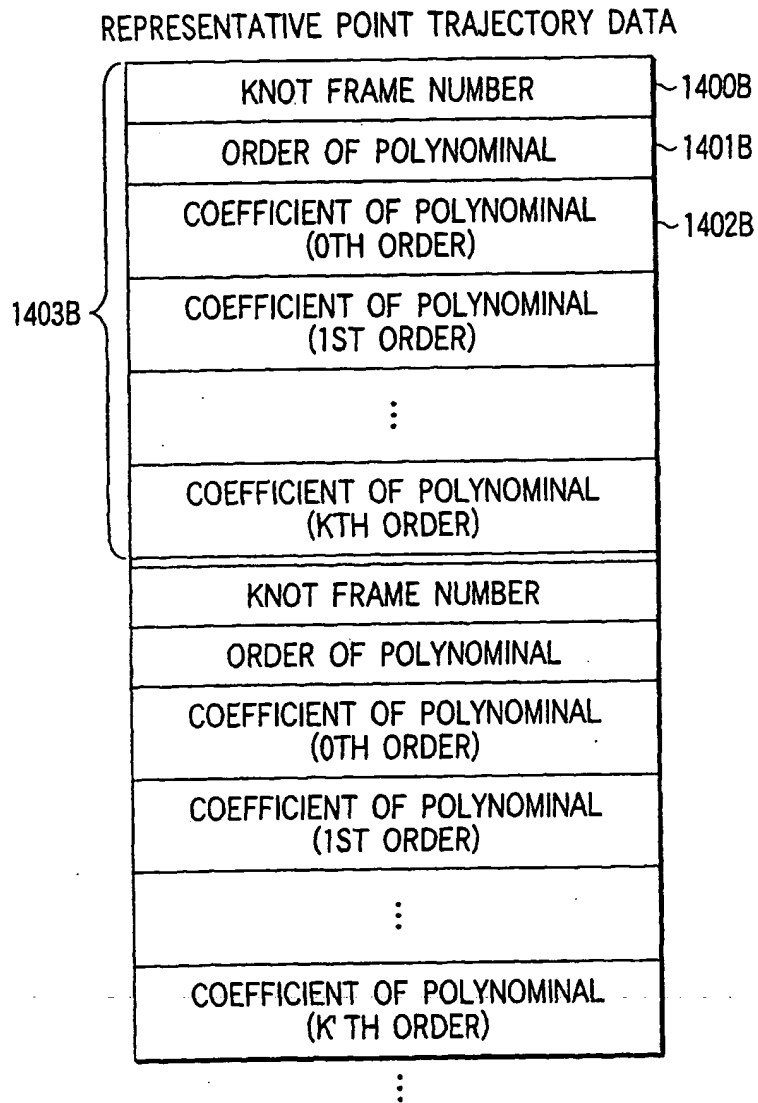 REPRESENTATIVE POINT TRAJECTORY DATA
KNOT FRAME NUMBER
1400B
ORDER OF POLYNOMINAL
1401B
COEFFICIENT OF POLYNOMINAL
(0TH ORDER)
1402B
1403B
COEFFICIENT OF POLYNOMINAL
(1ST ORDER)
⋮
COEFFICIENT OF POLYNOMINAL
(KTH ORDER)
KNOT FRAME NUMBER
ORDER OF POLYNOMINAL
COEFFICIENT OF POLYNOMINAL
(0TH ORDER)
COEFFICIENT OF POLYNOMINAL
(1ST ORDER)
⋮
COEFFICIENT OF POLYNOMINAL
(K'TH ORDER)
⋮